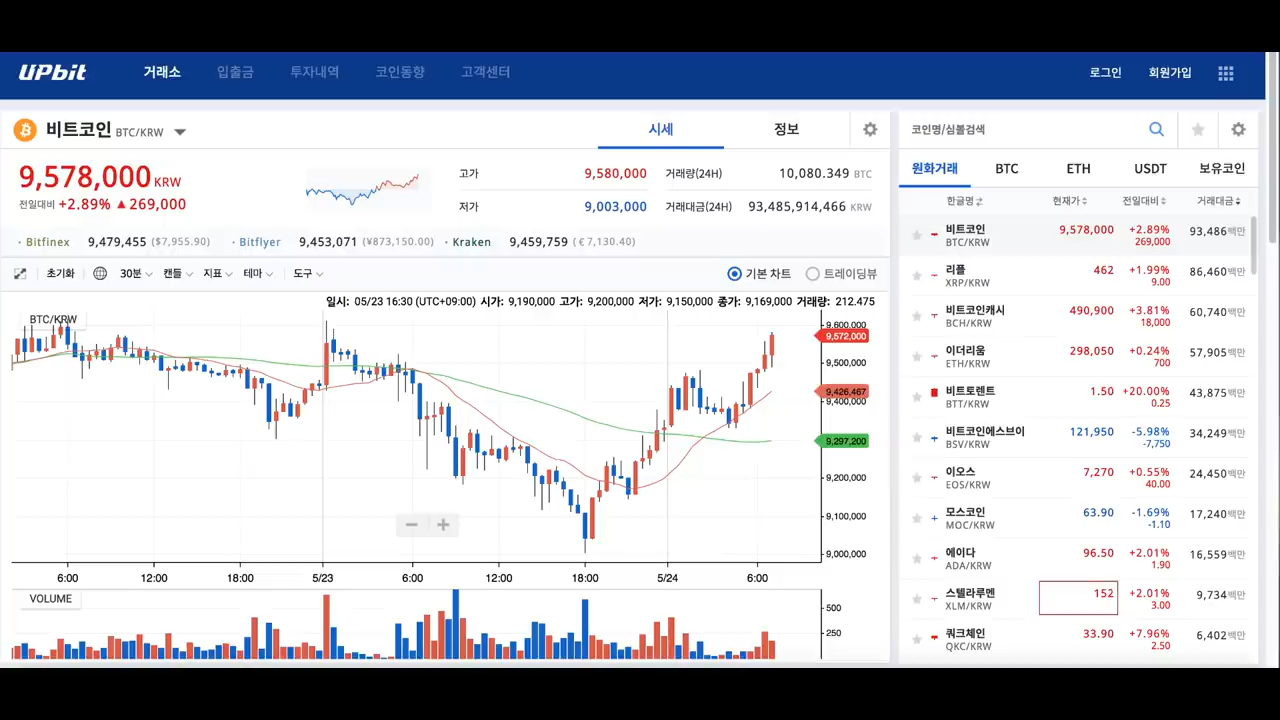 UPbit 거래소 입출금 투자내역 코인동향 고객센터 로그인 회원가입
비트코인 BTC/KRW 시세 정보
9,578,000 KRW
전일대비 +2.89% ▲ 269,000
고가 9,580,000 거래량(24H) 10,080.349 BTC
저가 9,003,000 거래대금(24H) 93,485,914,466 KRW
· Bitfinex 9,479,455 ($7,955.90) · Bitflyer 9,453,071 (¥873,150.00) · Kraken 9,459,759 (€7,130.40)
초기화 30분 캔들 지표 테마 도구 기본 차트 트레이딩뷰
일시: 05/23 16:30 (UTC+09:00) 시가: 9,190,000 고가: 9,200,000 저가: 9,150,000 종가: 9,169,000 거래량: 212.475
BTC/KRW
9,600,000
9,572,000
9,500,000
9,426,467
9,400,000
9,297,200
9,200,000
9,100,000
9,000,000
6:00 12:00 18:00 5/23 6:00 12:00 18:00 5/24 6:00
VOLUME
500
250
코인명/심볼검색
원화거래 BTC ETH USDT 보유코인
한글명 현재가 전일대비 거래대금
비트코인 9,578,000 +2.89% 93,486백만
BTC/KRW 269,000
리플 462 +1.99% 86,460백만
XRP/KRW 9.00
비트코인캐시 490,900 +3.81% 60,740백만
BCH/KRW 18,000
이더리움 298,050 +0.24% 57,905백만
ETH/KRW 700
비트토렌트 1.50 +20.00% 43,875백만
BTT/KRW 0.25
비트코인에스브이 121,950 -5.98% 34,249백만
BSV/KRW -7,750
이오스 7,270 +0.55% 24,450백만
EOS/KRW 40.00
모스코인 63.90 -1.69% 17,240백만
MOC/KRW -1.10
에이다 96.50 +2.01% 16,559백만
ADA/KRW 1.90
스텔라루멘 152 +2.01% 9,734백만
XLM/KRW 3.00
쿼크체인 33.90 +7.96% 6,402백만
QKC/KRW 2.50